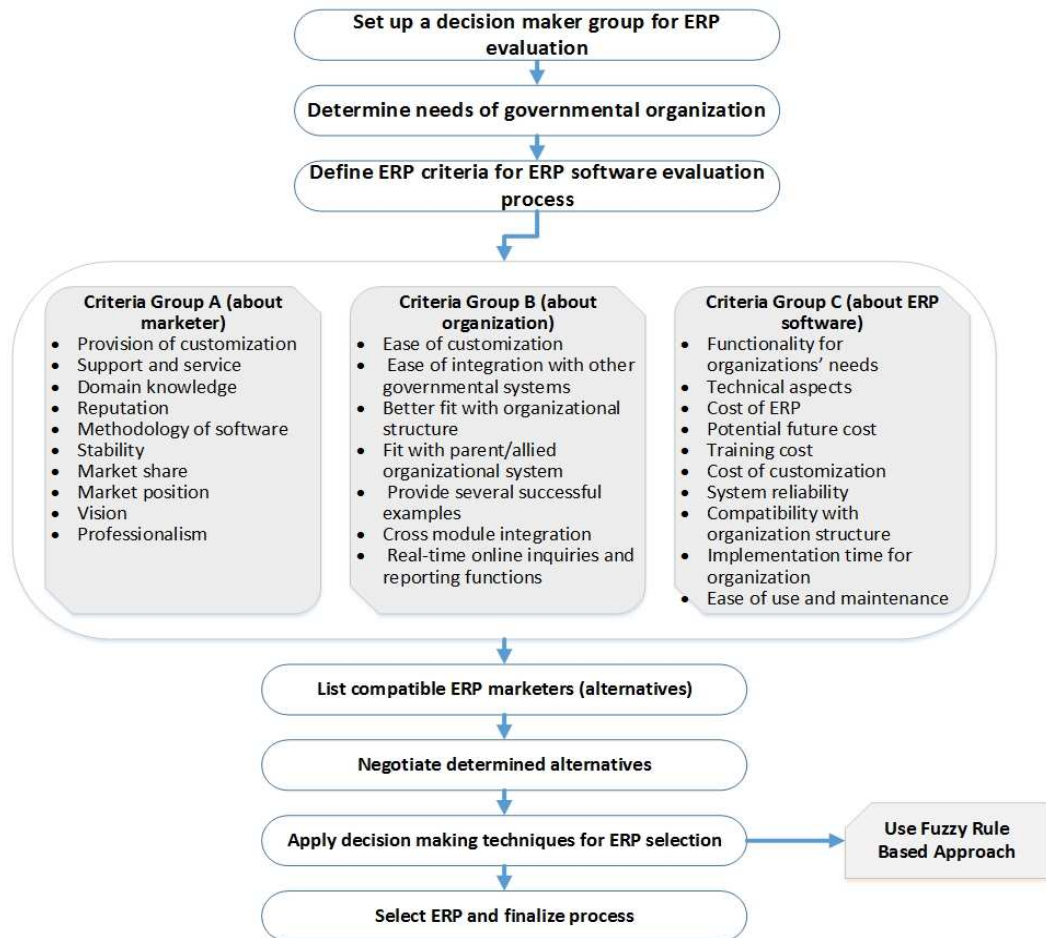 Set up a decision maker group for ERP
evaluation
Determine needs of governmental organization
Define ERP criteria for ERP software evaluation
process
Criteria Group A (about
marketer)
• Provision of customization
• Support and service
• Domain knowledge
• Reputation
• Methodology of software
• Stability
• Market share
• Market position
• Vision
• Professionalism
Criteria Group B (about
organization)
• Ease of customization
• Ease of integration with other
governmental systems
• Better fit with organizational
structure
• Fit with parent/allied
organizational system
• Provide several successful
examples
• Cross module integration
• Real-time online inquiries and
reporting functions
Criteria Group C (about ERP
software)
• Functionality for
organizations' needs
• Technical aspects
• Cost of ERP
• Potential future cost
• Training cost
• Cost of customization
• System reliability
• Compatibility with
organization structure
• Implementation time for
organization
• Ease of use and maintenance
List compatible ERP marketers (alternatives)
Negotiate determined alternatives
Apply decision making techniques for ERP selection
Use Fuzzy Rule
Based Approach
Select ERP and finalize process